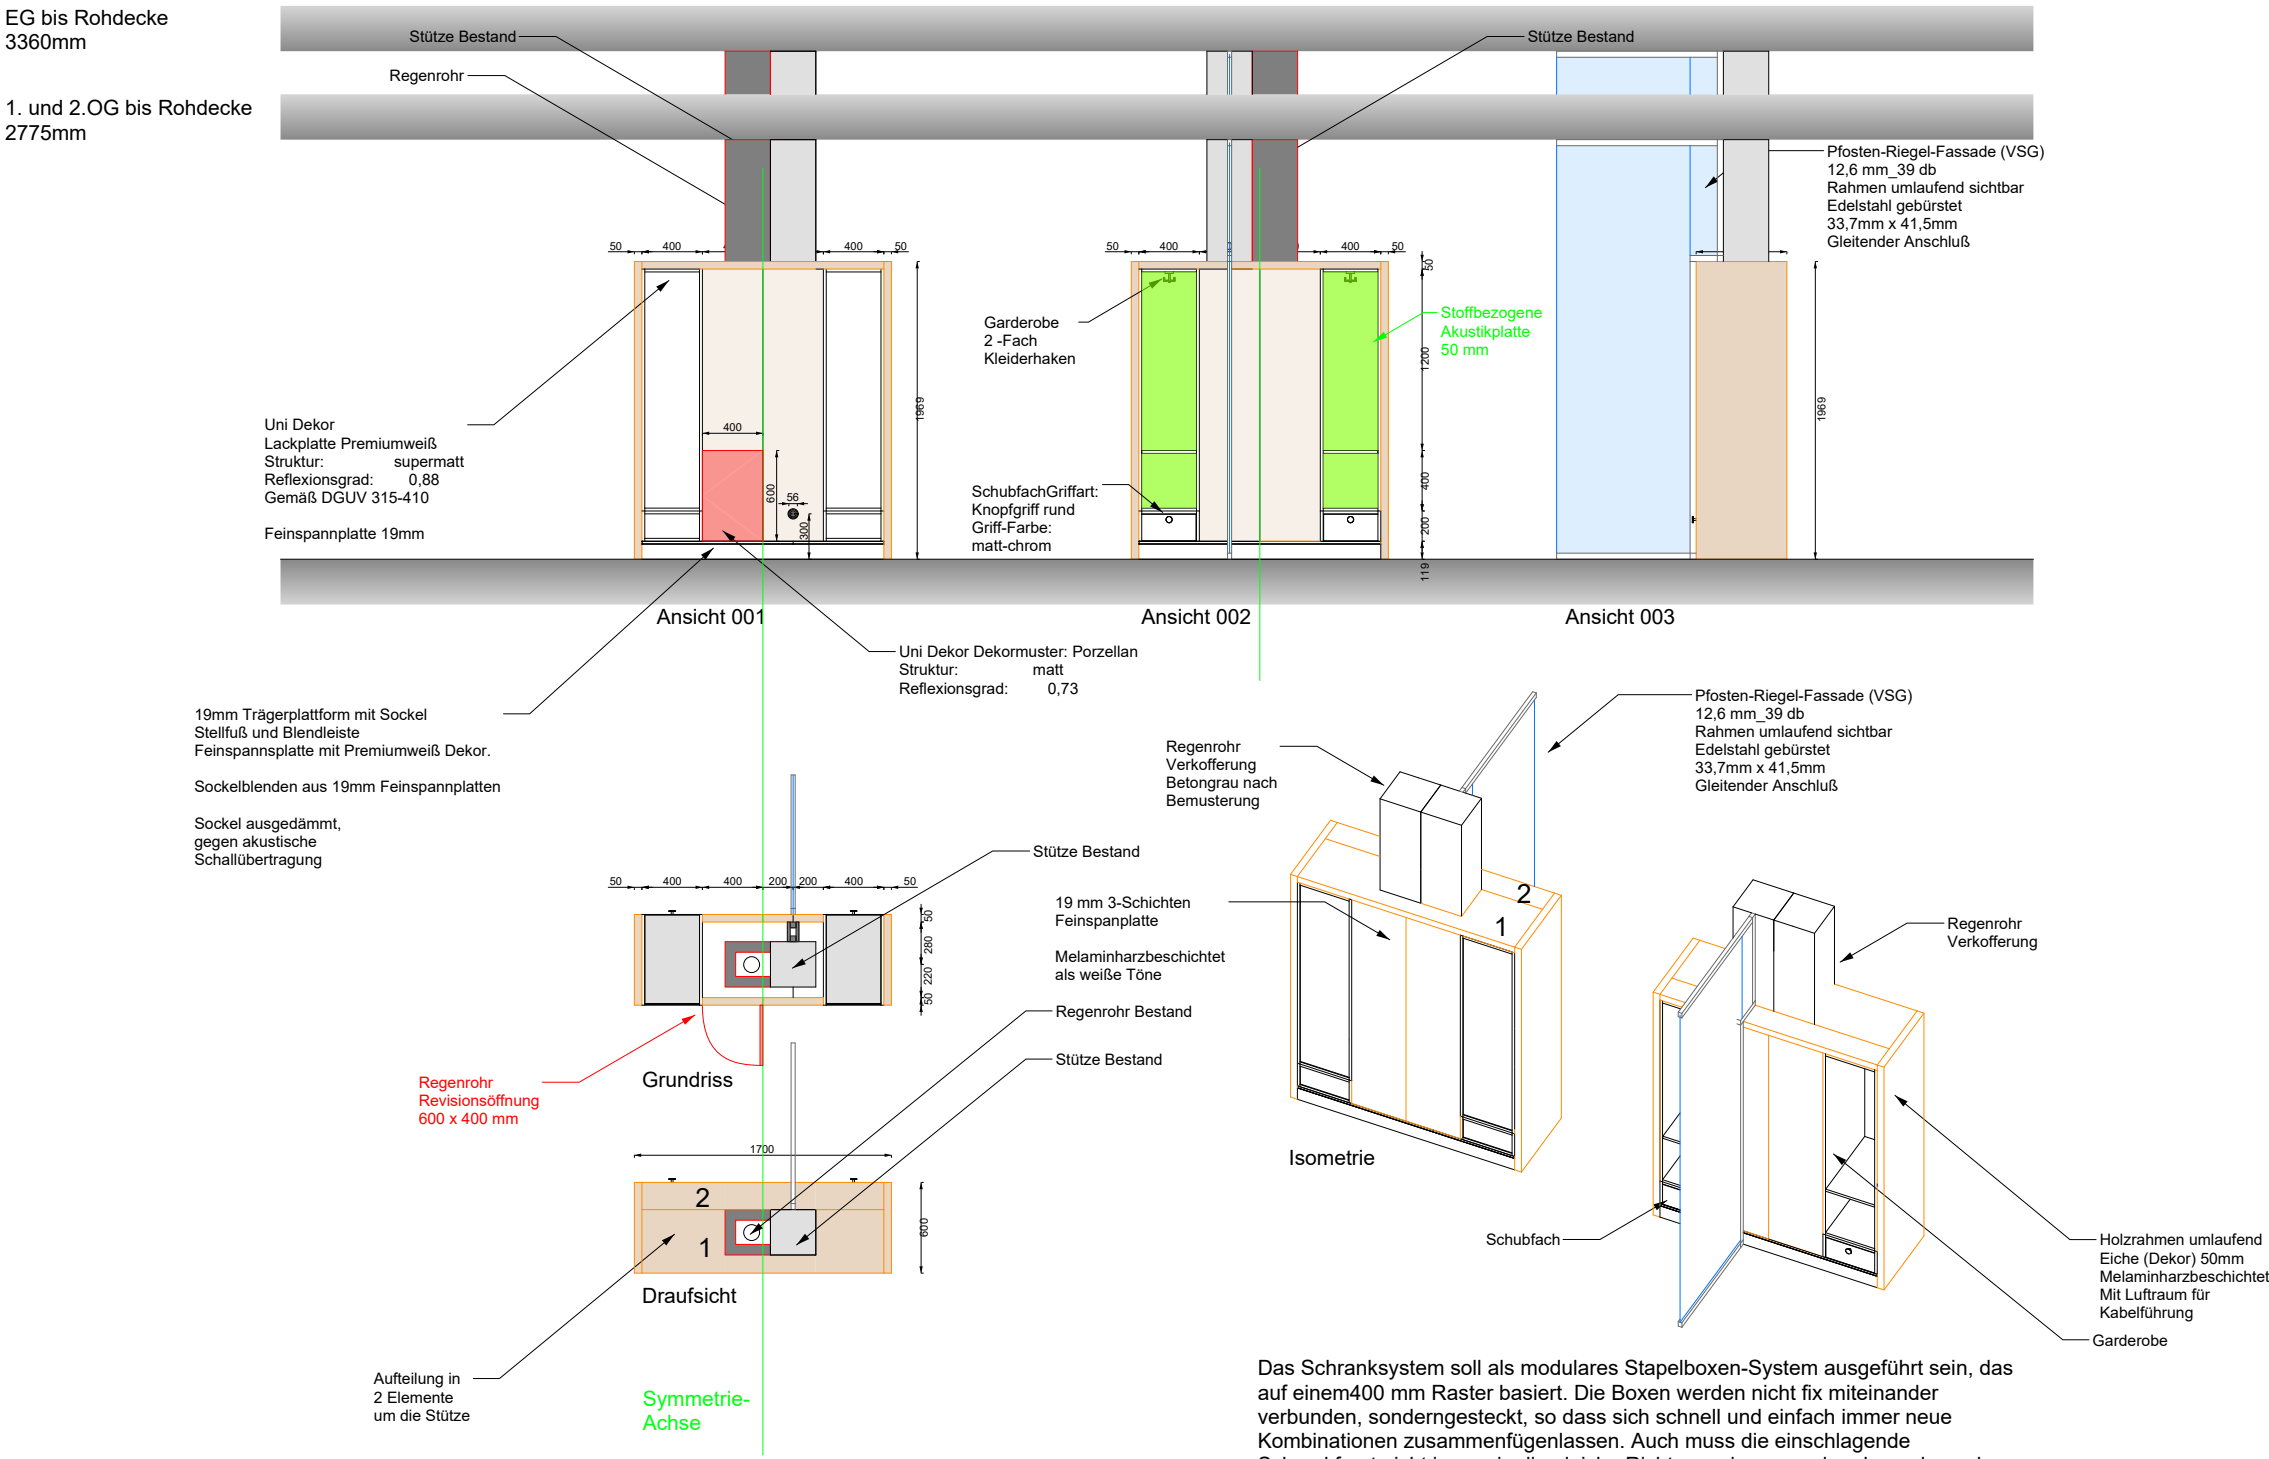 EG bis Rohdecke
3360mm
1. und 2.OG bis Rohdecke
2775mm
Stütze Bestand
Regenrohr
Stütze Bestand
Pfosten-Riegel-Fassade (VSG)
12,6 mm_39 db
Rahmen umlaufend sichtbar
Edelstahl gebürstet
33,7mm x 41,5mm
Gleitender Anschluß
50 400 400 50
50 400 400 50
50
1200
400
200
119
1969
1969
400
600
56
300
Garderobe
2 -Fach
Kleiderhaken
Stoffbezogene
Akustikplatte
50 mm
Uni Dekor
Lackplatte Premiumweiß
Struktur: supermatt
Reflexionsgrad: 0,88
Gemäß DGUV 315-410
Feinspannplatte 19mm
SchubfachGriffart:
Knopfgriff rund
Griff-Farbe:
matt-chrom
Ansicht 001
Ansicht 002
Ansicht 003
Uni Dekor Dekormuster: Porzellan
Struktur: matt
Reflexionsgrad: 0,73
19mm Trägerplattform mit Sockel
Stellfuß und Blendleiste
Feinspannsplatte mit Premiumweiß Dekor.
Sockelblenden aus 19mm Feinspannplatten
Sockel ausgedämmt,
gegen akustische
Schallübertragung
Pfosten-Riegel-Fassade (VSG)
12,6 mm_39 db
Rahmen umlaufend sichtbar
Edelstahl gebürstet
33,7mm x 41,5mm
Gleitender Anschluß
Regenrohr
Verkofferung
Betongrau nach
Bemusterung
Stütze Bestand
50 400 400 200 200 400 50
50
280
220
50
19 mm 3-Schichten
Feinspanplatte
Melaminharzbeschichtet
als weiße Töne
2
1
Regenrohr
Verkofferung
Regenrohr Bestand
Stütze Bestand
Regenrohr
Revisionsöffnung
600 x 400 mm
Grundriss
1700
600
2
1
Draufsicht
Isometrie
Schubfach
Holzrahmen umlaufend
Eiche (Dekor) 50mm
Melaminharzbeschichtet
Mit Luftraum für
Kabelführung
Garderobe
Aufteilung in
2 Elemente
um die Stütze
Symmetrie-
Achse
Das Schranksystem soll als modulares Stapelboxen-System ausgeführt sein, das
auf einem400 mm Raster basiert. Die Boxen werden nicht fix miteinander
verbunden, sonderngesteckt, so dass sich schnell und einfach immer neue
Kombinationen zusammenfügenlassen. Auch muss die einschlagende